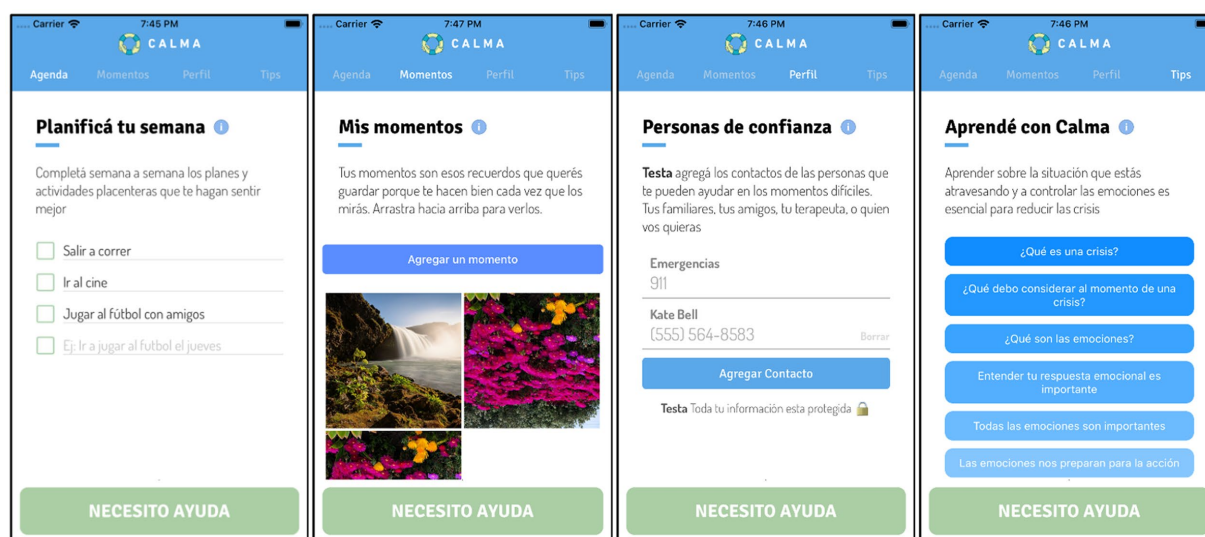 Carrier 7:45 PM
CALMA
Agenda Momentos Perfil Tips
Planificá tu semana
Completá semana a semana los planes y
actividades placenteras que te hagan sentir
mejor
Salir a correr
Ir al cine
Jugar al fútbol con amigos
Ej: Ir a jugar al futbol el jueves
NECESITO AYUDA
Carrier 7:47 PM
CALMA
Agenda Momentos Perfil Tips
Mis momentos
Tus momentos son esos recuerdos que querés
guardar porque te hacen bien cada vez que los
mirás. Arrastra hacia arriba para verlos.
Agregar un momento
NECESITO AYUDA
Carrier 7:46 PM
CALMA
Agenda Momentos Perfil Tips
Personas de confianza
Testa agregá los contactos de las personas que
te pueden ayudar en los momentos difíciles.
Tus familiares, tus amigos, tu terapeuta, o quien
vos quieras
Emergencias
911
Kate Bell
(555) 564-8583 Borrar
Agregar Contacto
Testa Toda tu información esta protegida
NECESITO AYUDA
Carrier 7:46 PM
CALMA
Agenda Momentos Perfil Tips
Aprendé con Calma
Aprender sobre la situación que estás
atravesando y a controlar las emociones es
esencial para reducir las crisis
¿Qué es una crisis?
¿Qué debo considerar al momento de una
crisis?
¿Qué son las emociones?
Entender tu respuesta emocional es
importante
Todas las emociones son importantes
Las emociones nos preparan para la acción
NECESITO AYUDA